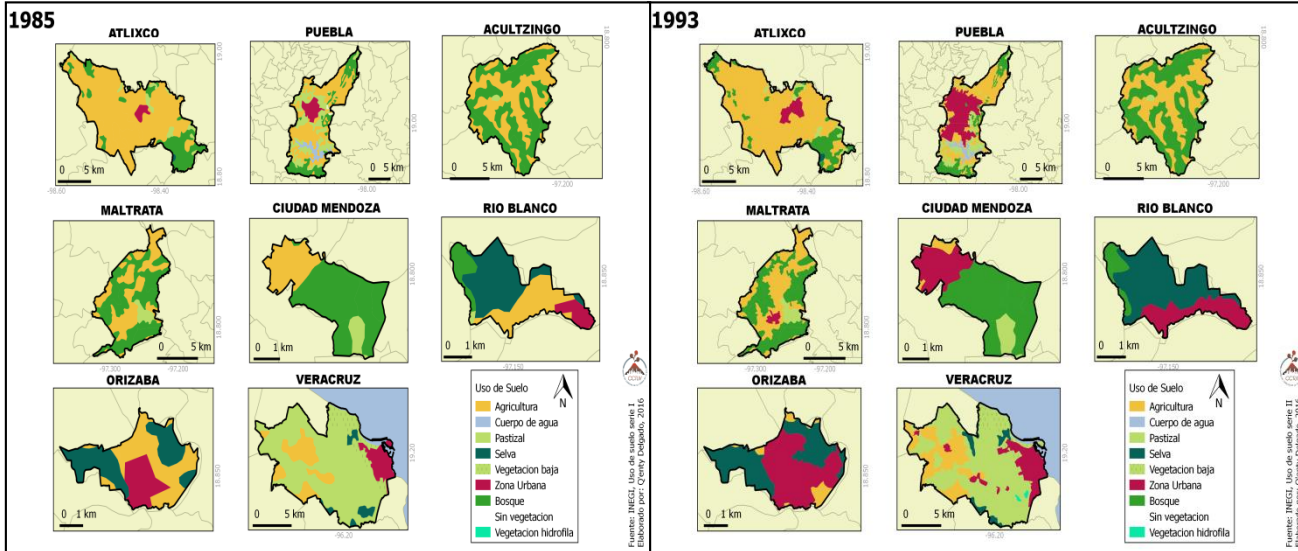 1985
ATLIXCO
PUEBLA
ACULTZINGO
18.800
19.00
19.00
18.80
0 5 km
0 5 km
0 5 km
-98.60
-98.40
-98.00
-97.200
MALTRATA
CIUDAD MENDOZA
RIO BLANCO
18.800
18.800
18.850
0 5 km
0 1 km
0 1 km
-97.300
-97.200
-97.150
ORIZABA
VERACRUZ
18.850
19.20
0 1 km
0 5 km
-96.20
Uso de Suelo
N
Agricultura
Cuerpo de agua
Pastizal
Selva
Vegetacion baja
Zona Urbana
Bosque
Sin vegetacion
Vegetacion hidrofila
Fuente: INEGI, Uso de suelo serie I
Elaborado por: Q'enty Delgado, 2016
1993
ATLIXCO
PUEBLA
ACULTZINGO
18.800
19.00
19.00
18.80
0 5 km
0 5 km
0 5 km
-98.60
-98.40
-98.00
-97.200
MALTRATA
CIUDAD MENDOZA
RIO BLANCO
18.800
18.800
18.850
0 5 km
0 1 km
0 1 km
-97.300
-97.200
-97.150
ORIZABA
VERACRUZ
18.850
19.20
0 1 km
0 5 km
-96.20
Uso de Suelo
N
Agricultura
Cuerpo de agua
Pastizal
Selva
Vegetacion baja
Zona Urbana
Bosque
Sin vegetacion
Vegetacion hidrofila
Fuente: INEGI, Uso de suelo serie II
Elaborado por: Q'enty Delgado, 2016